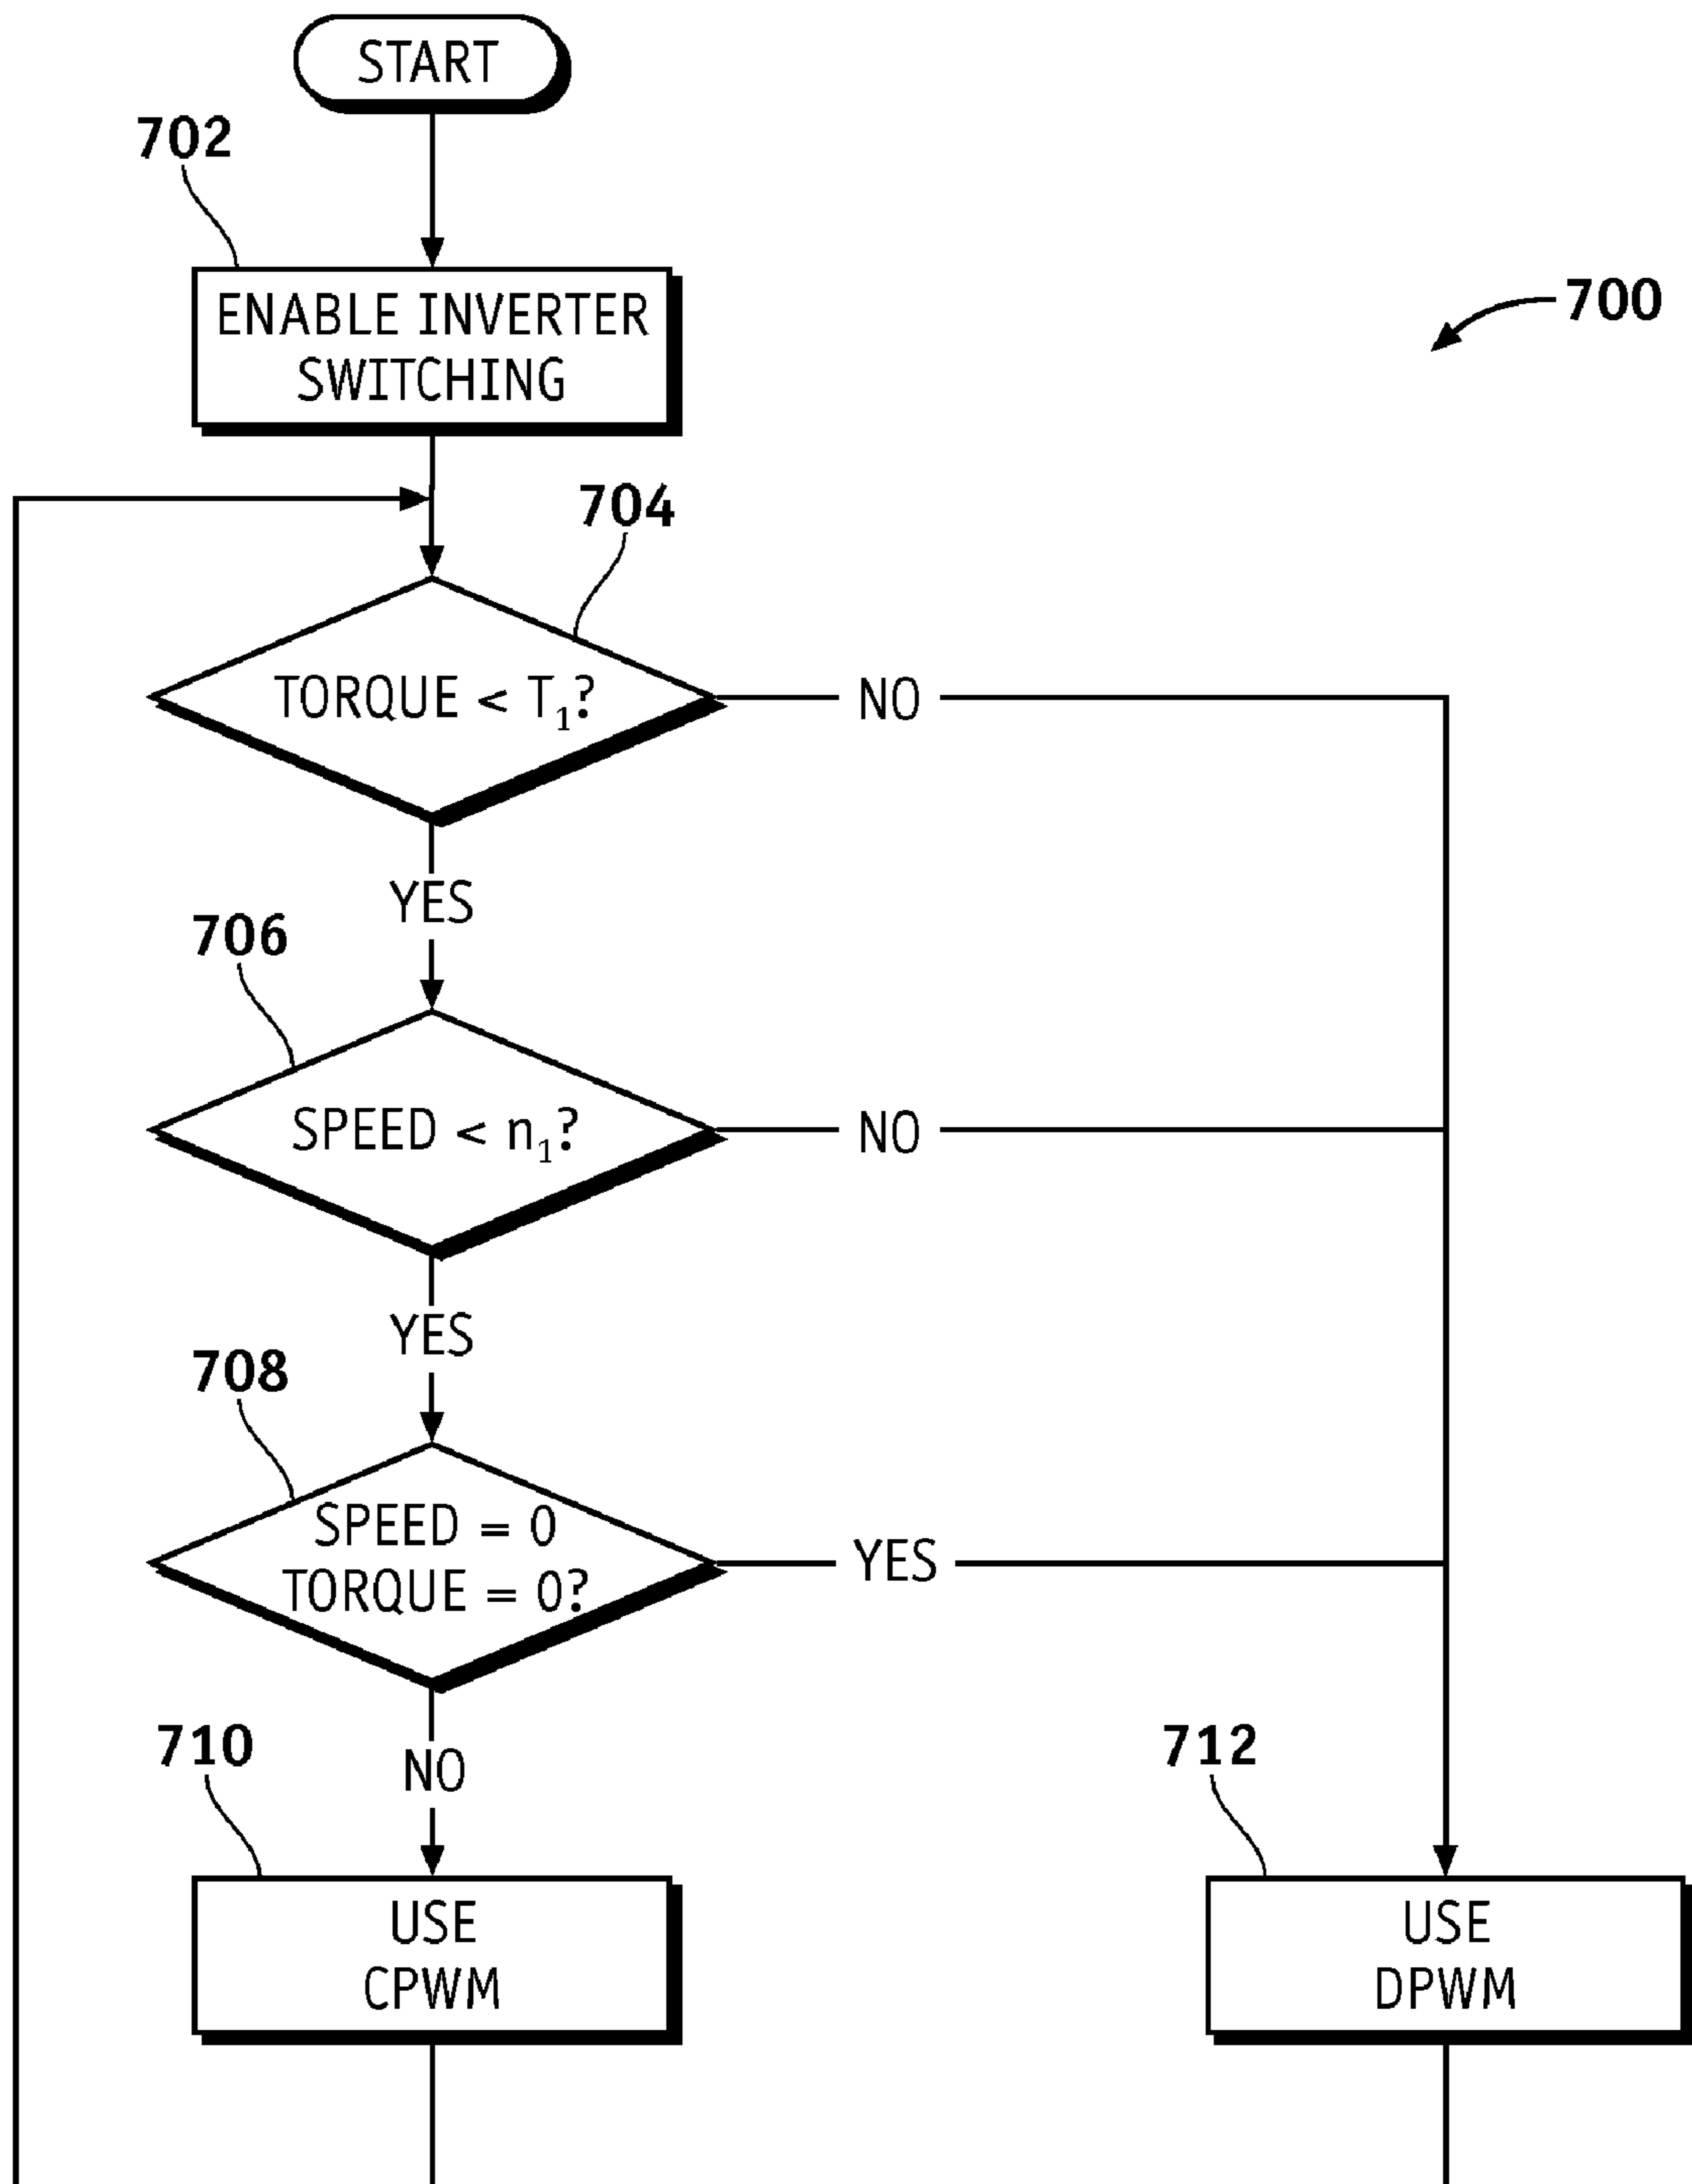 START
702
ENABLE INVERTER
SWITCHING
700
704
TORQUE < T₁?
NO
YES
706
SPEED < n₁?
NO
YES
708
SPEED = 0
TORQUE = 0?
YES
NO
710
712
USE
CPWM
USE
DPWM